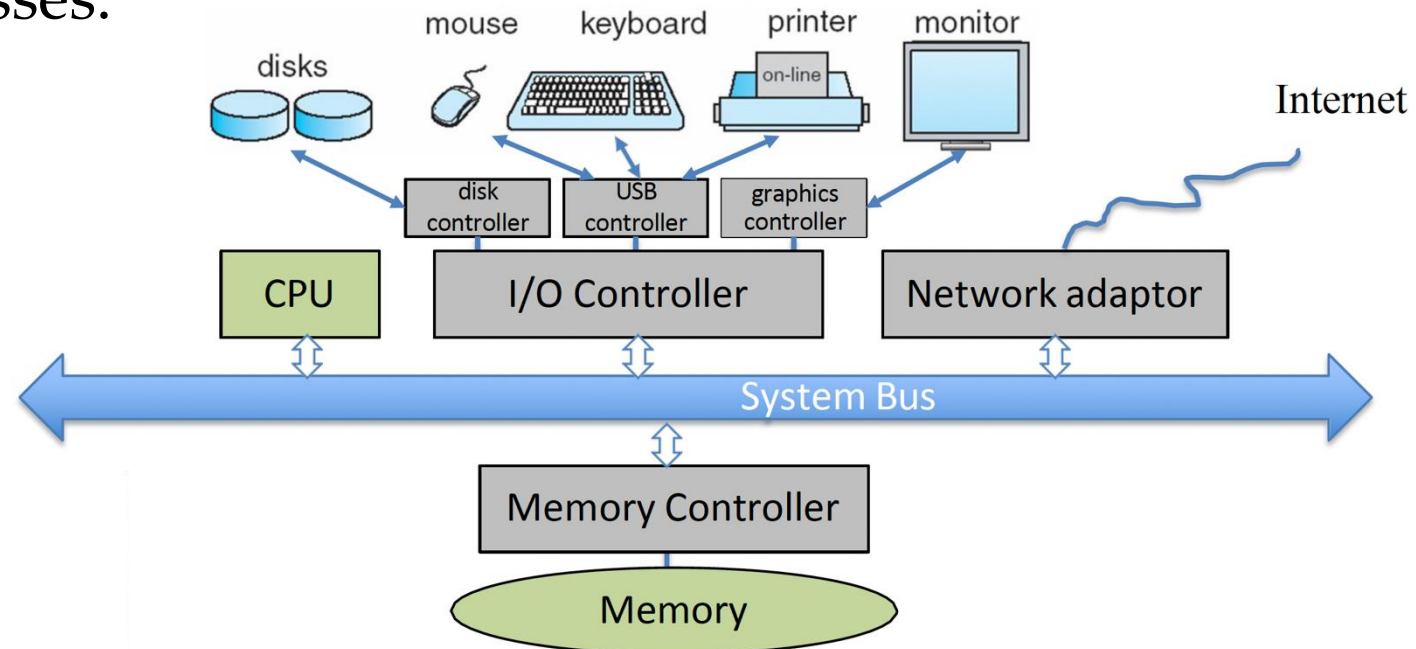 sses.
mouse
keyboard
printer
monitor
disks
on-line
Internet
disk
controller
USB
controller
graphics
controller
CPU
I/O Controller
Network adaptor
System Bus
Memory Controller
Memory